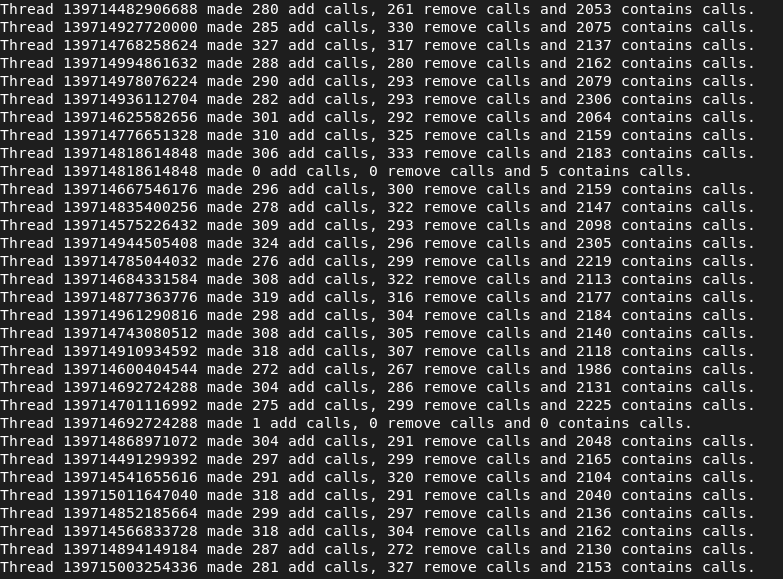 Thread 139714482906688 made 280 add calls, 261 remove calls and 2053 contains calls.
Thread 139714927720000 made 285 add calls, 330 remove calls and 2075 contains calls.
Thread 139714768258624 made 327 add calls, 317 remove calls and 2137 contains calls.
Thread 139714994861632 made 288 add calls, 280 remove calls and 2162 contains calls.
Thread 139714978076224 made 290 add calls, 293 remove calls and 2079 contains calls.
Thread 139714936112704 made 282 add calls, 293 remove calls and 2306 contains calls.
Thread 139714625582656 made 301 add calls, 292 remove calls and 2064 contains calls.
Thread 139714776651328 made 310 add calls, 325 remove calls and 2159 contains calls.
Thread 139714818614848 made 306 add calls, 333 remove calls and 2183 contains calls.
Thread 139714818614848 made 0 add calls, 0 remove calls and 5 contains calls.
Thread 139714667546176 made 296 add calls, 300 remove calls and 2159 contains calls.
Thread 139714835400256 made 278 add calls, 322 remove calls and 2147 contains calls.
Thread 139714575226432 made 309 add calls, 293 remove calls and 2098 contains calls.
Thread 139714944505408 made 324 add calls, 296 remove calls and 2305 contains calls.
Thread 139714785044032 made 276 add calls, 299 remove calls and 2219 contains calls.
Thread 139714684331584 made 308 add calls, 322 remove calls and 2113 contains calls.
Thread 139714877363776 made 319 add calls, 316 remove calls and 2177 contains calls.
Thread 139714961290816 made 298 add calls, 304 remove calls and 2184 contains calls.
Thread 139714743080512 made 308 add calls, 305 remove calls and 2140 contains calls.
Thread 139714910934592 made 318 add calls, 307 remove calls and 2118 contains calls.
Thread 139714600404544 made 272 add calls, 267 remove calls and 1986 contains calls.
Thread 139714692724288 made 304 add calls, 286 remove calls and 2131 contains calls.
Thread 139714701116992 made 275 add calls, 299 remove calls and 2225 contains calls.
Thread 139714692724288 made 1 add calls, 0 remove calls and 0 contains calls.
Thread 139714868971072 made 304 add calls, 291 remove calls and 2048 contains calls.
Thread 139714491299392 made 297 add calls, 299 remove calls and 2165 contains calls.
Thread 139714541655616 made 291 add calls, 320 remove calls and 2104 contains calls.
Thread 139715011647040 made 318 add calls, 291 remove calls and 2040 contains calls.
Thread 139714852185664 made 299 add calls, 297 remove calls and 2136 contains calls.
Thread 139714566833728 made 318 add calls, 304 remove calls and 2162 contains calls.
Thread 139714894149184 made 287 add calls, 272 remove calls and 2130 contains calls.
Thread 139715003254336 made 281 add calls, 327 remove calls and 2153 contains calls.